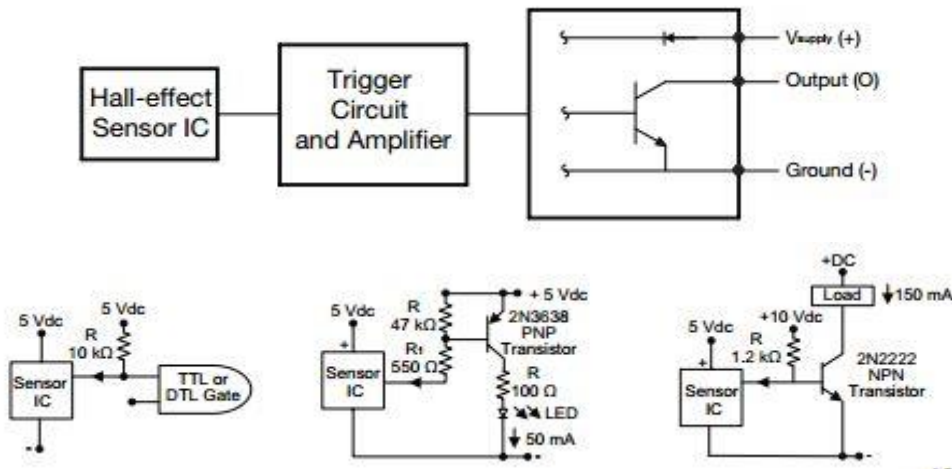 Hall-effect
Sensor IC
Trigger
Circuit
and Amplifier
Vsupply (+)
Output (O)
Ground (-)
5 Vdc
5 Vdc
R
10 kΩ
Sensor
IC
TTL or
DTL Gate
-
5 Vdc
+
R
47 kΩ
R1
550 Ω
Sensor
IC
+ 5 Vdc
2N3638
PNP
Transistor
R
100 Ω
LED
50 mA
-
5 Vdc
+
+10 Vdc
R
1.2 kΩ
Sensor
IC
+DC
Load
150 mA
2N2222
NPN
Transistor
-